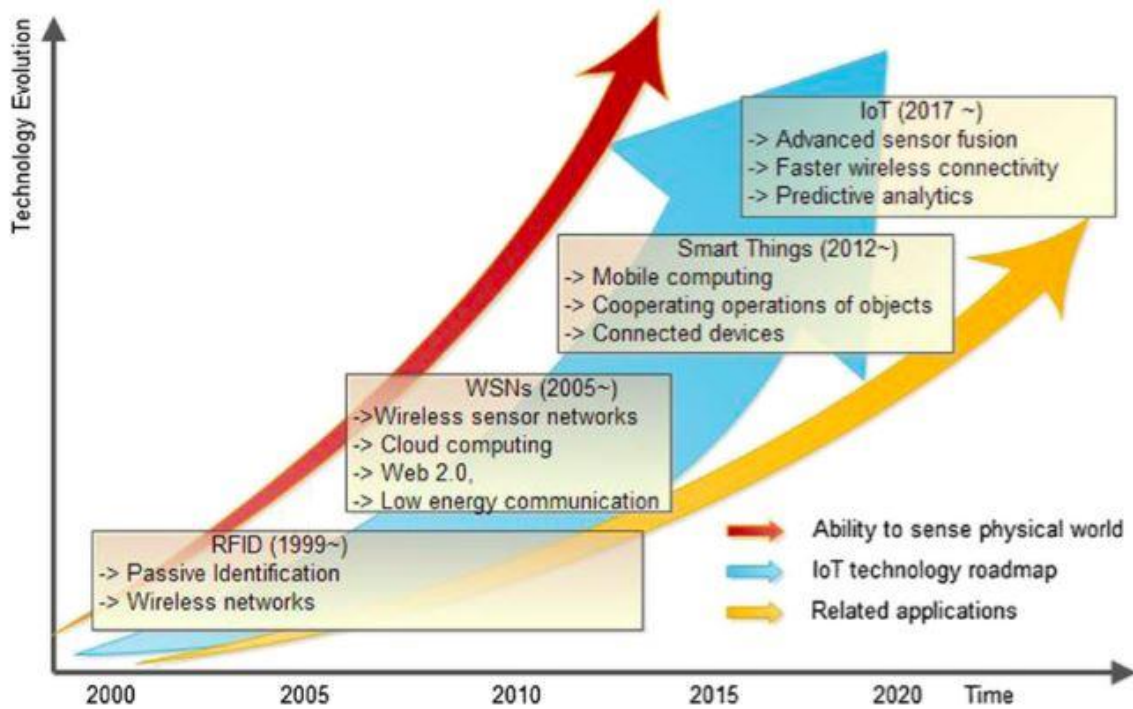 Technology Evolution
IoT (2017 ~)
-> Advanced sensor fusion
-> Faster wireless connectivity
-> Predictive analytics
Smart Things (2012~)
-> Mobile computing
-> Cooperating operations of objects
-> Connected devices
WSNs (2005~)
->Wireless sensor networks
-> Cloud computing
-> Web 2.0,
-> Low energy communication
RFID (1999~)
-> Passive Identification
-> Wireless networks
Ability to sense physical world
IoT technology roadmap
Related applications
2000 2005 2010 2015 2020 Time